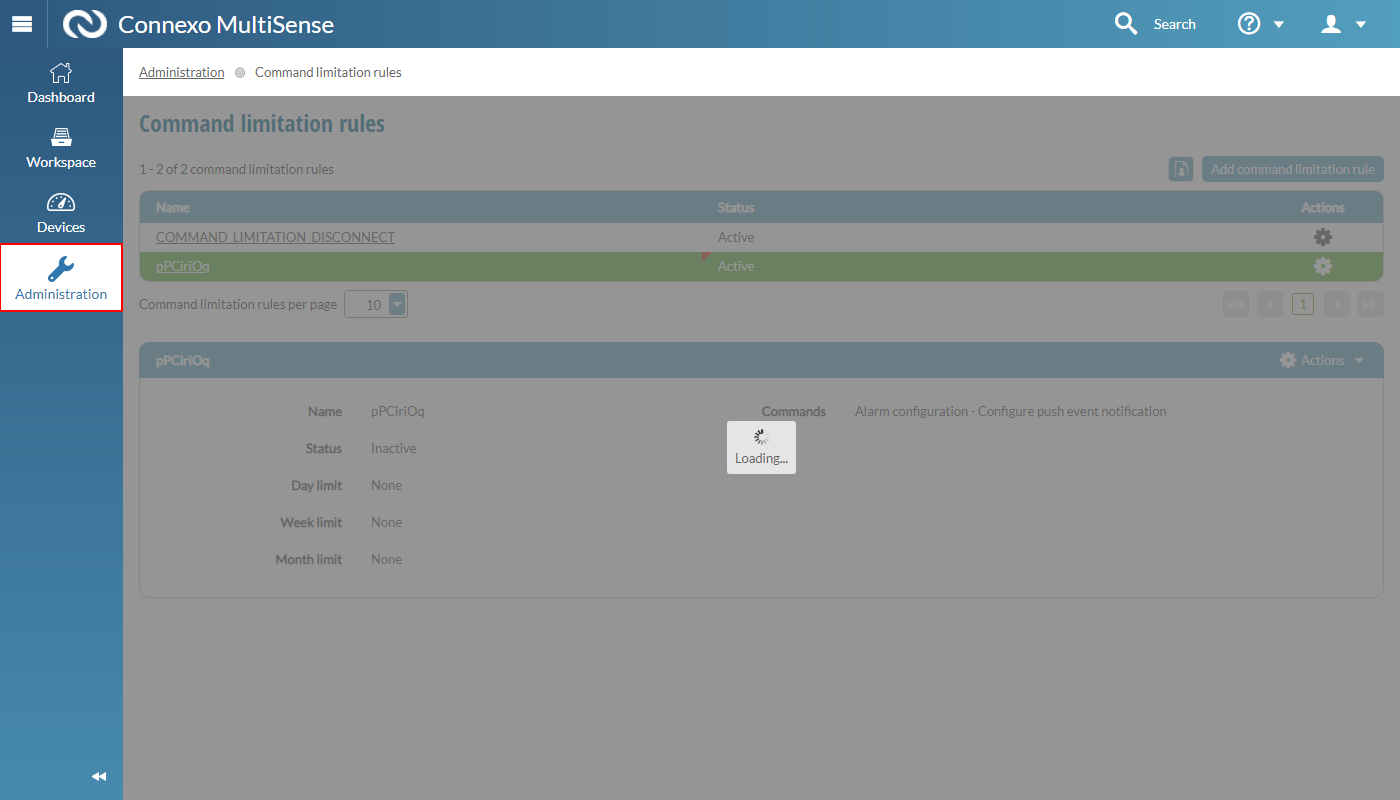 Connexo MultiSense
Search
Dashboard
Workspace
Devices
Administration
Administration Command limitation rules
Command limitation rules
1 - 2 of 2 command limitation rules
Add command limitation rule
Name Status Actions
COMMAND_LIMITATION_DISCONNECT Active
pPCiriOq Active
Command limitation rules per page 10
1
pPCiriOq Actions
Name pPCiriOq
Commands Alarm configuration - Configure push event notification
Status Inactive
Loading...
Day limit None
Week limit None
Month limit None